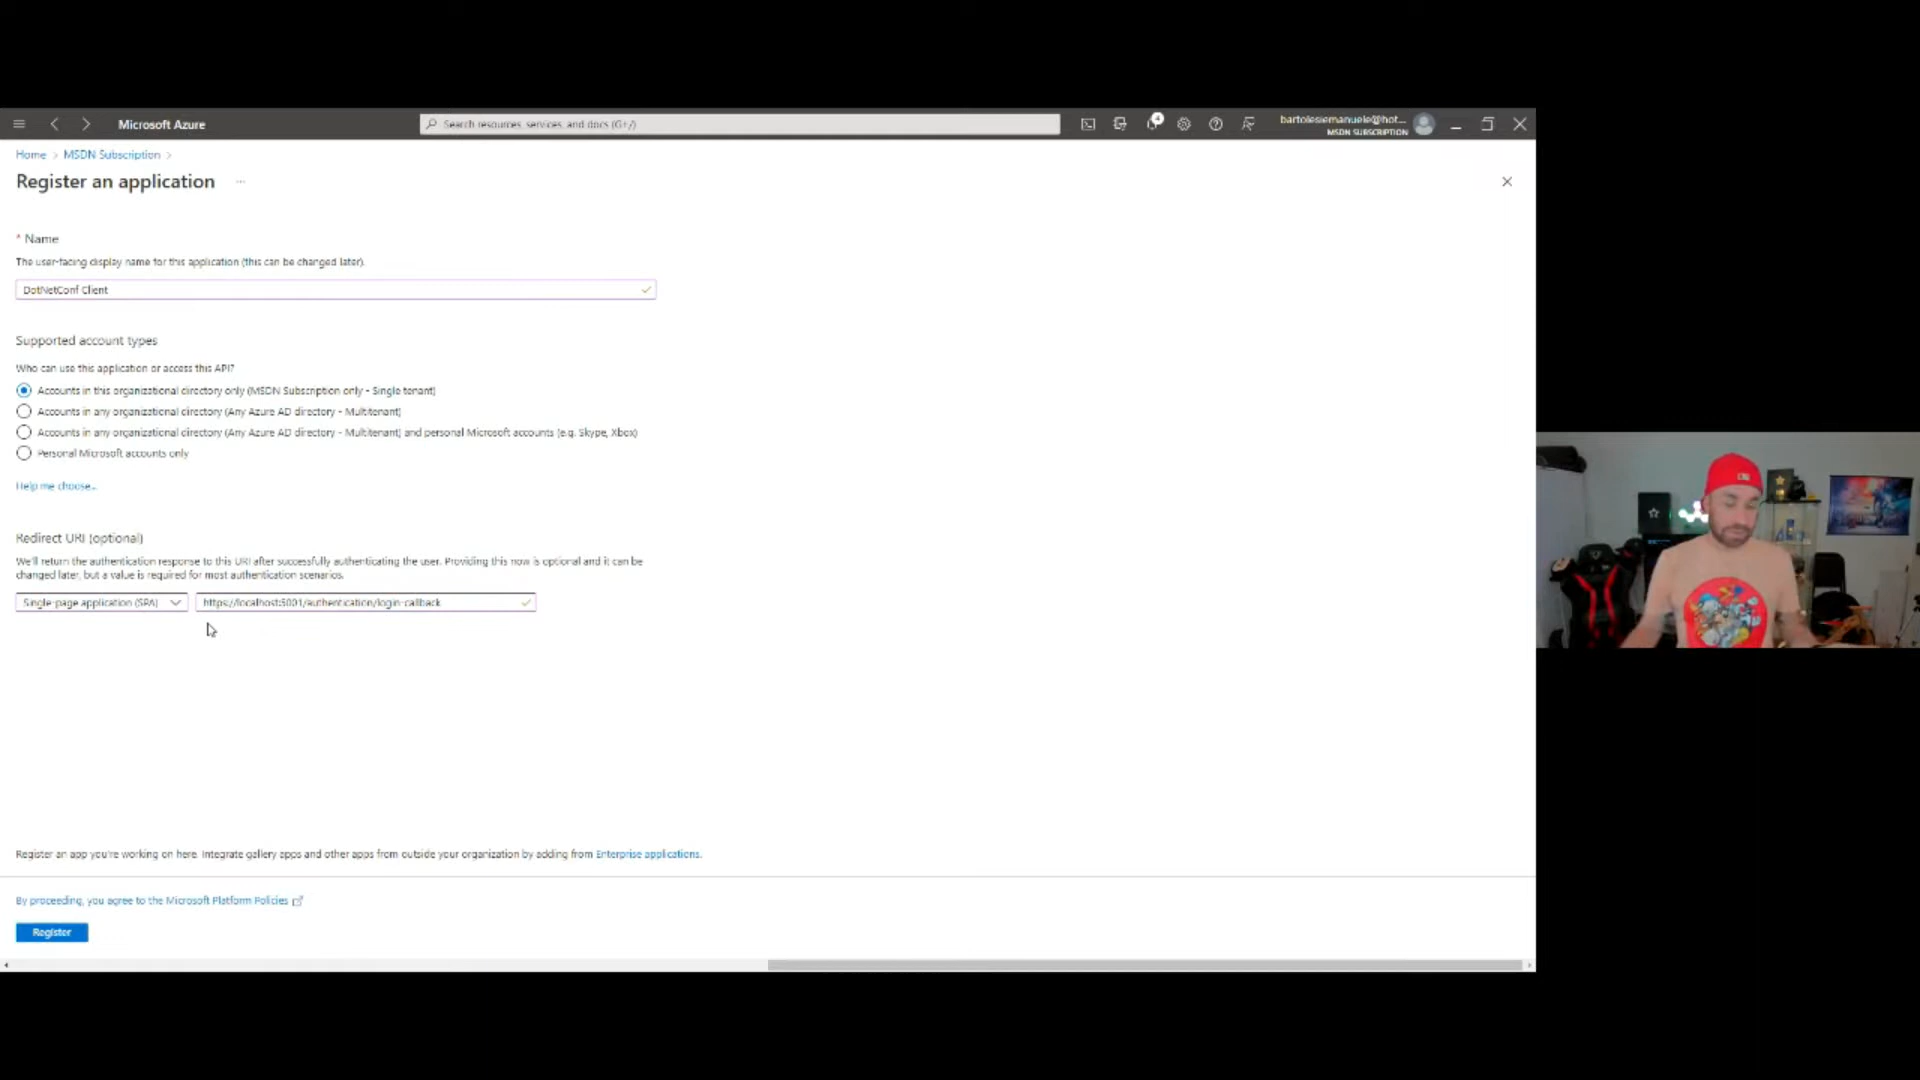 Microsoft Azure
Search resources, services, and docs (G+/)
4
bartolesiemanuele@hot...
MSDN SUBSCRIPTION
Home > MSDN Subscription >
Register an application ...
* Name
The user-facing display name for this application (this can be changed later).
DotNetConf Client
Supported account types
Who can use this application or access this API?
Accounts in this organizational directory only (MSDN Subscription only - Single tenant)
Accounts in any organizational directory (Any Azure AD directory - Multitenant)
Accounts in any organizational directory (Any Azure AD directory - Multitenant) and personal Microsoft accounts (e.g. Skype, Xbox)
Personal Microsoft accounts only
Help me choose...
Redirect URI (optional)
We'll return the authentication response to this URI after successfully authenticating the user. Providing this now is optional and it can be
changed later, but a value is required for most authentication scenarios.
Single-page application (SPA)
https://localhost:5001/authentication/login-callback
Register an app you're working on here. Integrate gallery apps and other apps from outside your organization by adding from Enterprise applications.
By proceeding, you agree to the Microsoft Platform Policies
Register